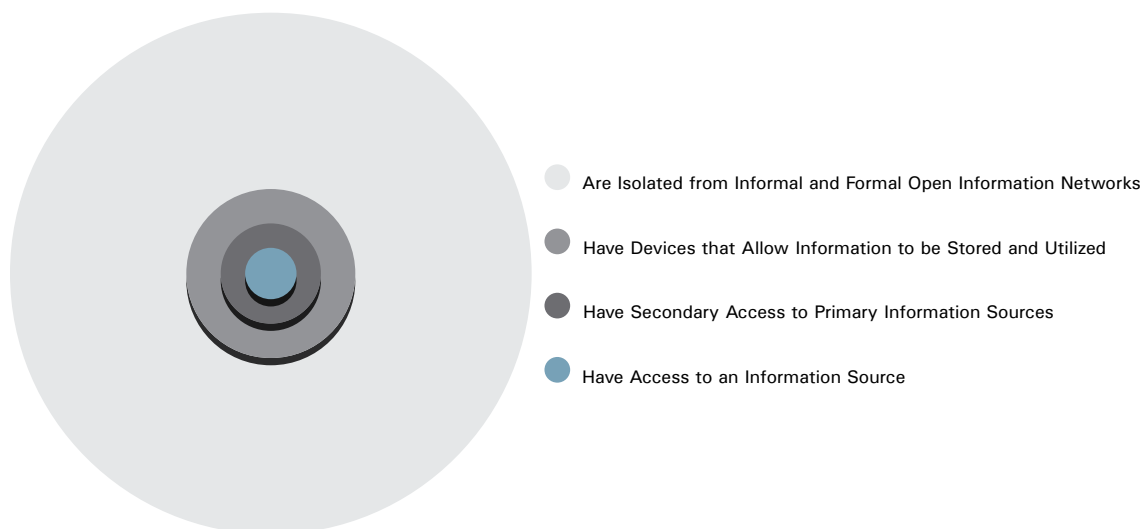 Are Isolated from Informal and Formal Open Information Networks
Have Devices that Allow Information to be Stored and Utilized
Have Secondary Access to Primary Information Sources
Have Access to an Information Source